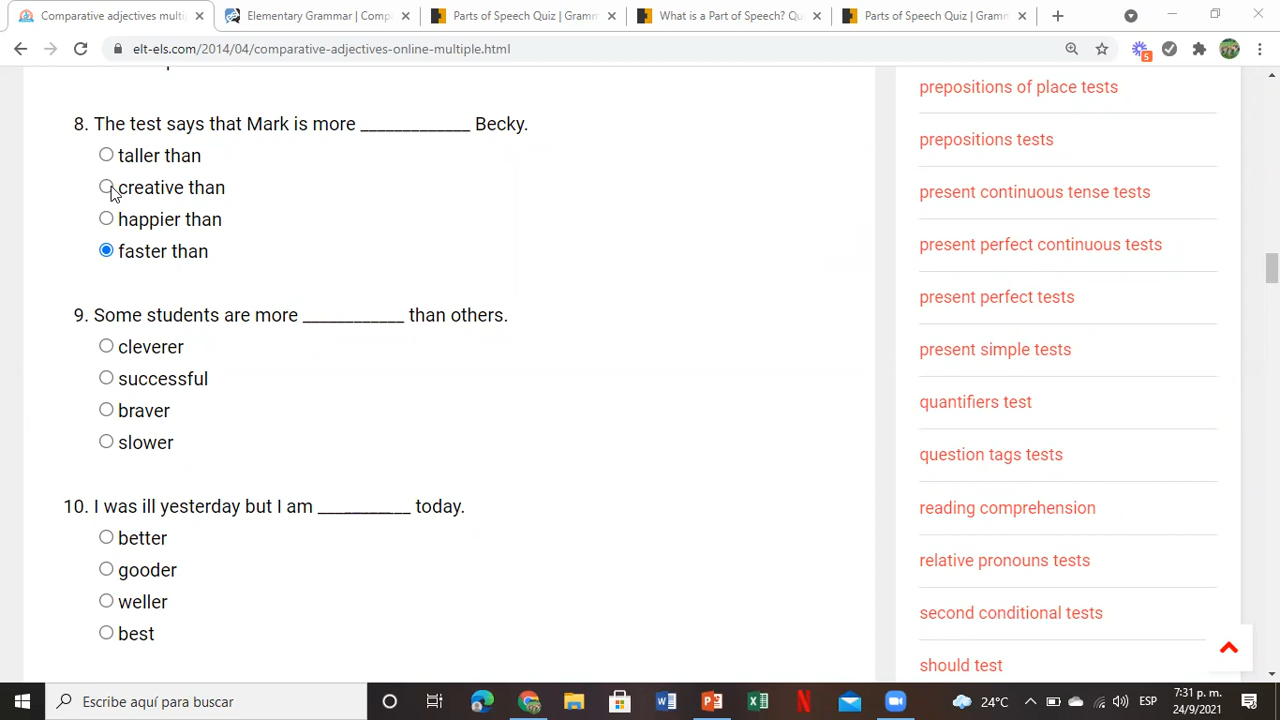 Comparative adjectives multi
Elementary Grammar | Comp
Parts of Speech Quiz | Gramm
What is a Part of Speech? Qu
Parts of Speech Quiz | Gramm
elt-els.com/2014/04/comparative-adjectives-online-multiple.html
5
8. The test says that Mark is more _____________ Becky.
taller than
creative than
happier than
faster than
9. Some students are more ____________ than others.
cleverer
successful
braver
slower
10. I was ill yesterday but I am ___________ today.
better
gooder
weller
best
prepositions of place tests
prepositions tests
present continuous tense tests
present perfect continuous tests
present perfect tests
present simple tests
quantifiers test
question tags tests
reading comprehension
relative pronouns tests
second conditional tests
should test
Escribe aquí para buscar
24°C
ESP
7:31 p. m.
24/9/2021